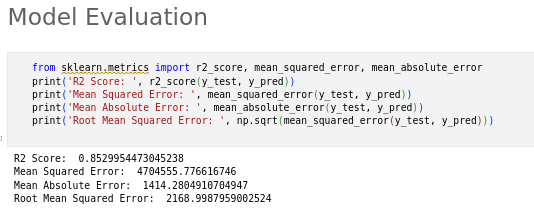 Model Evaluation
from sklearn.metrics import r2_score, mean_squared_error, mean_absolute_error
print('R2 Score: ', r2_score(y_test, y_pred))
print('Mean Squared Error: ', mean_squared_error(y_test, y_pred))
print('Mean Absolute Error: ', mean_absolute_error(y_test, y_pred))
print('Root Mean Squared Error: ', np.sqrt(mean_squared_error(y_test, y_pred)))
R2 Score:  0.8529954473045238
Mean Squared Error:  4704555.776616746
Mean Absolute Error:  1414.2804910704947
Root Mean Squared Error:  2168.9987959002524